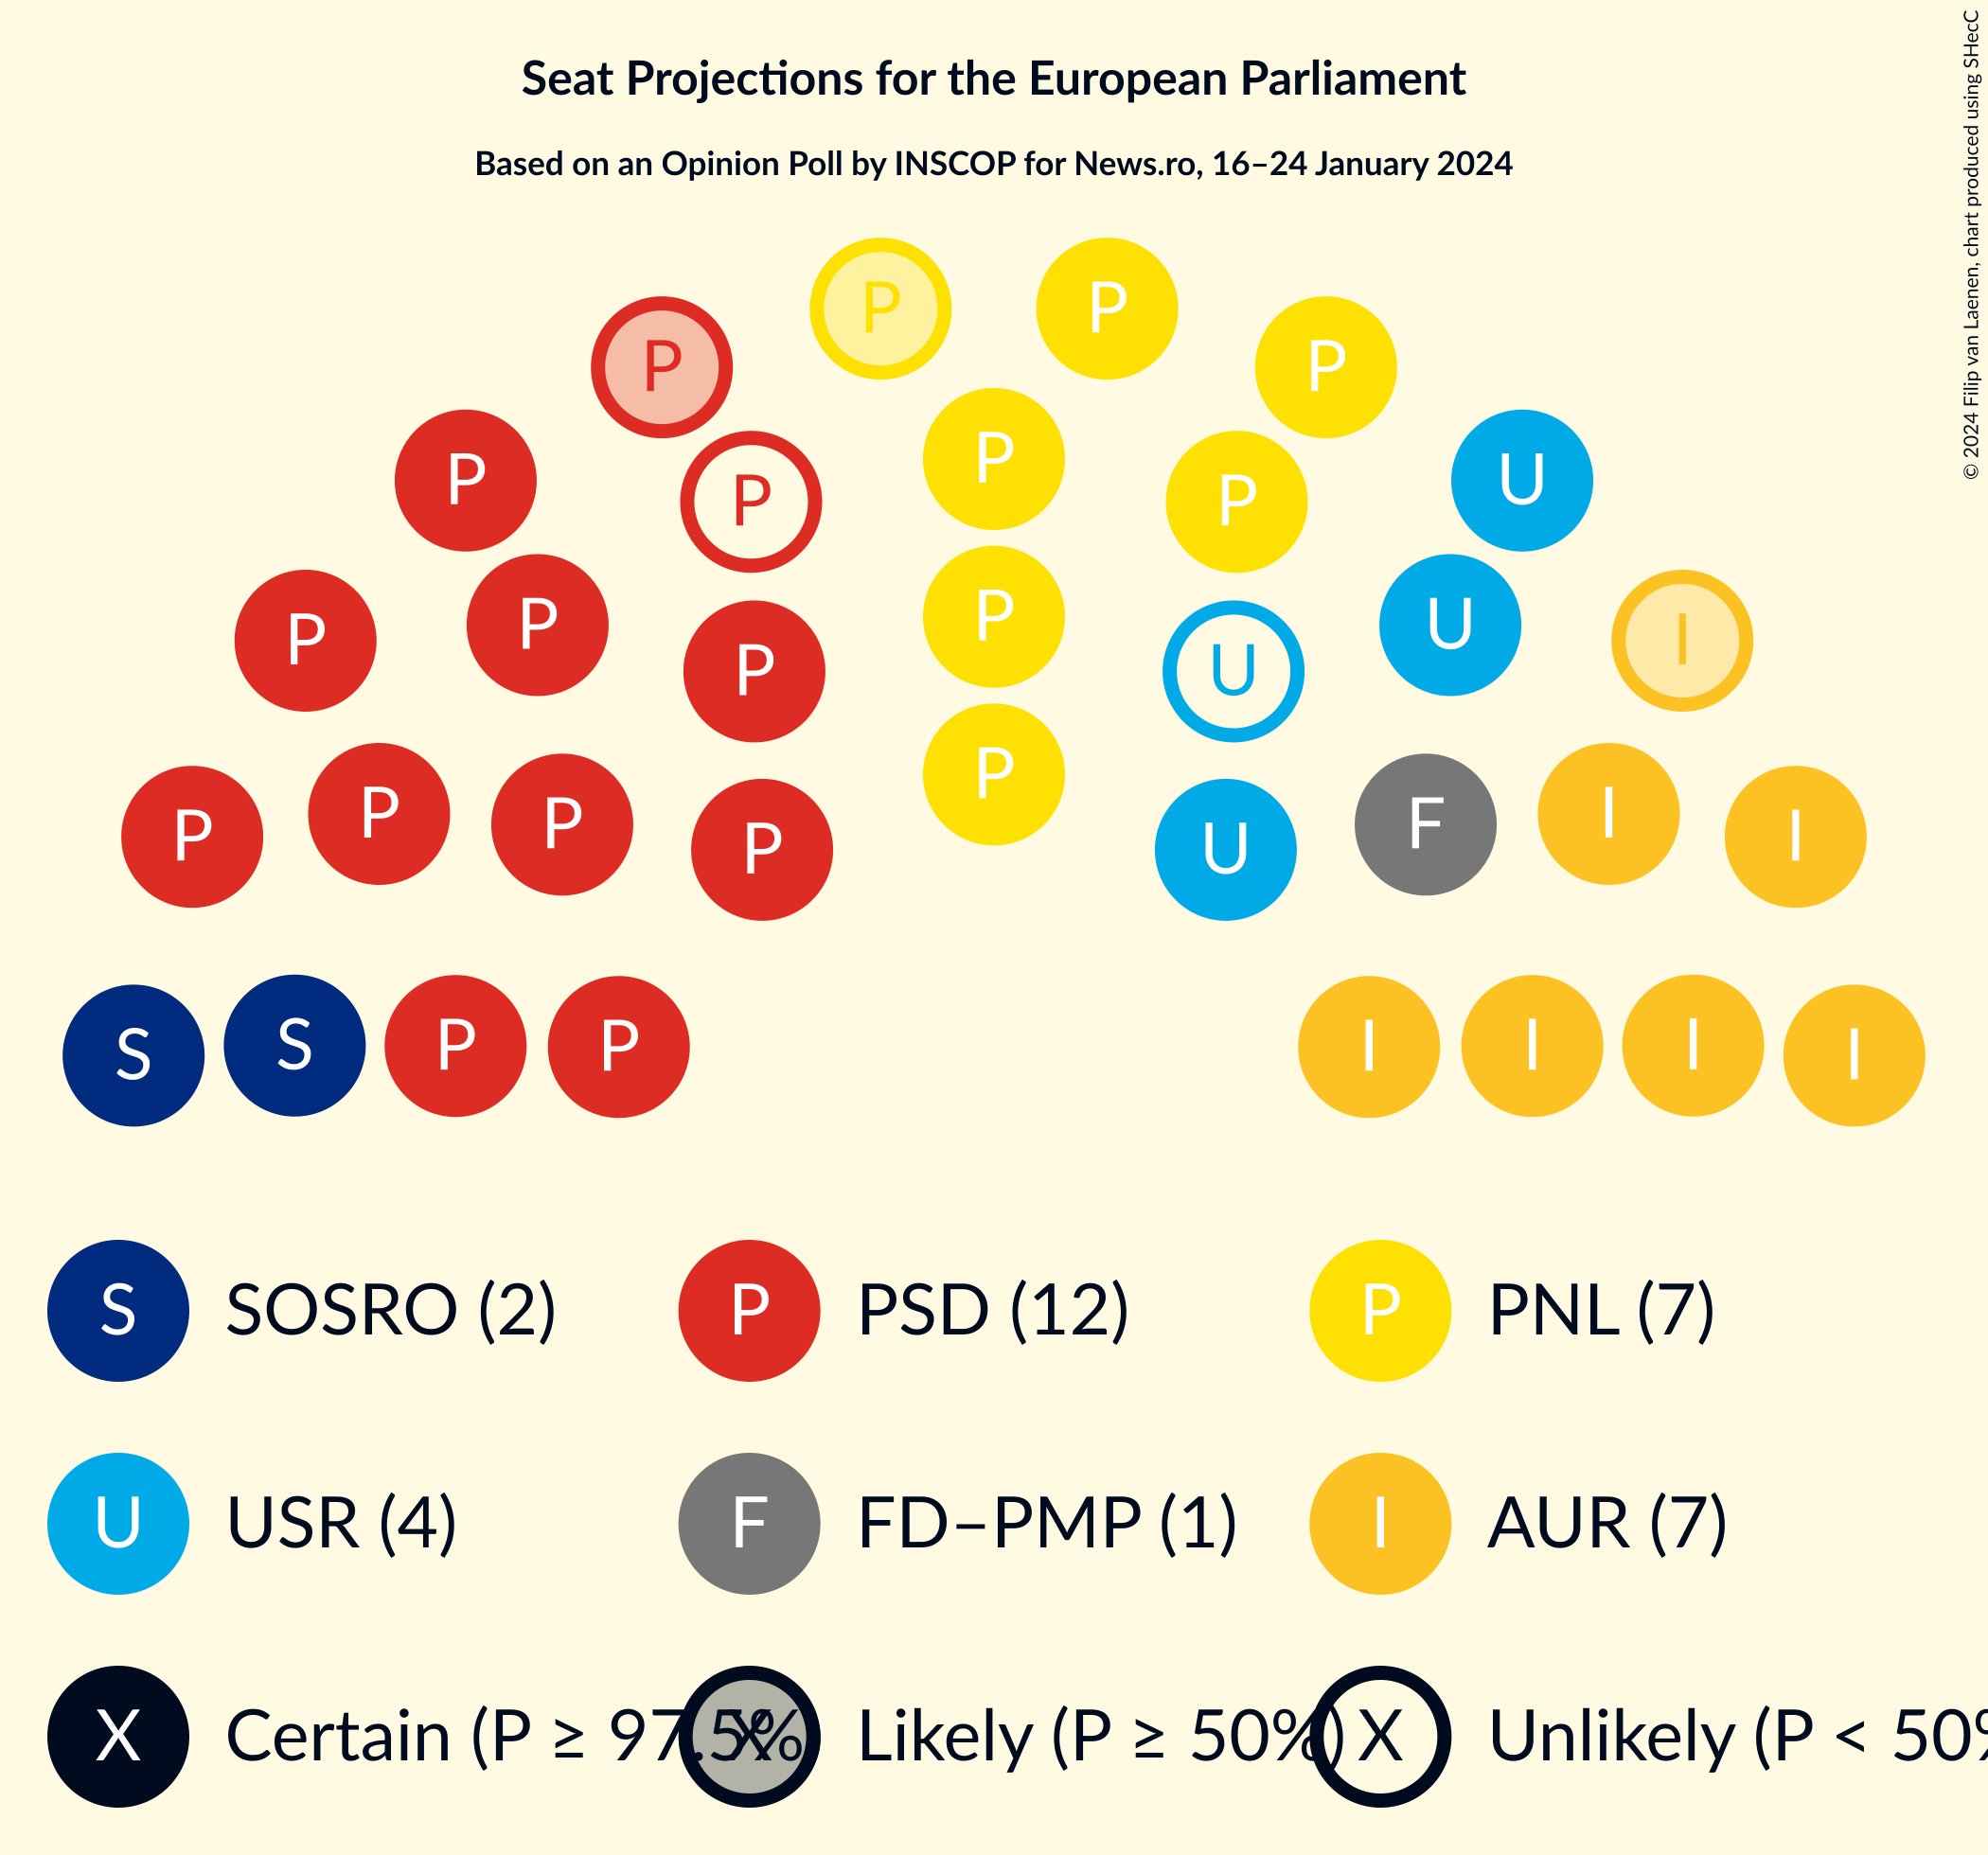 Seat Projections for the European Parliament
Based on an Opinion Poll by INSCOP for News.ro, 16–24 January 2024
© 2024 Filip van Laenen, chart produced using SHecC
P P P
P P
P P P P U
P P P U I
P P U
P P P P F I I
P U
S S P P I I I I
S SOSRO (2) P PSD (12) P PNL (7)
U USR (4) F FD–PMP (1) I AUR (7)
X Certain (P ≥ 97.5% X Likely (P ≥ 50%) X Unlikely (P < 50%